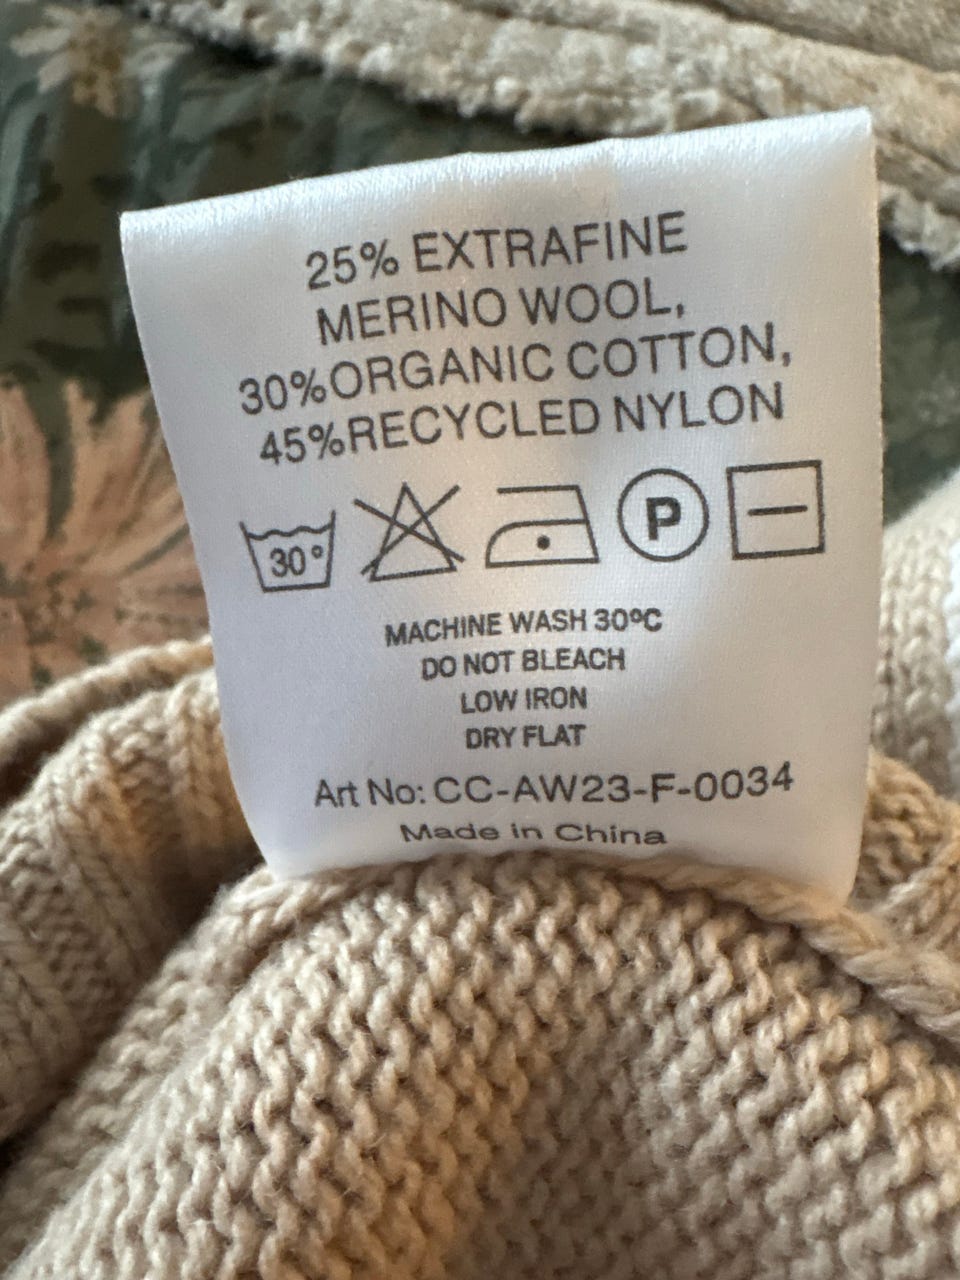 25% EXTRAFINE
MERINO WOOL,
30%ORGANIC COTTON,
45%RECYCLED NYLON
30° P
MACHINE WASH 30ºC
DO NOT BLEACH
LOW IRON
DRY FLAT
Art No: CC-AW23-F-0034
Made in China